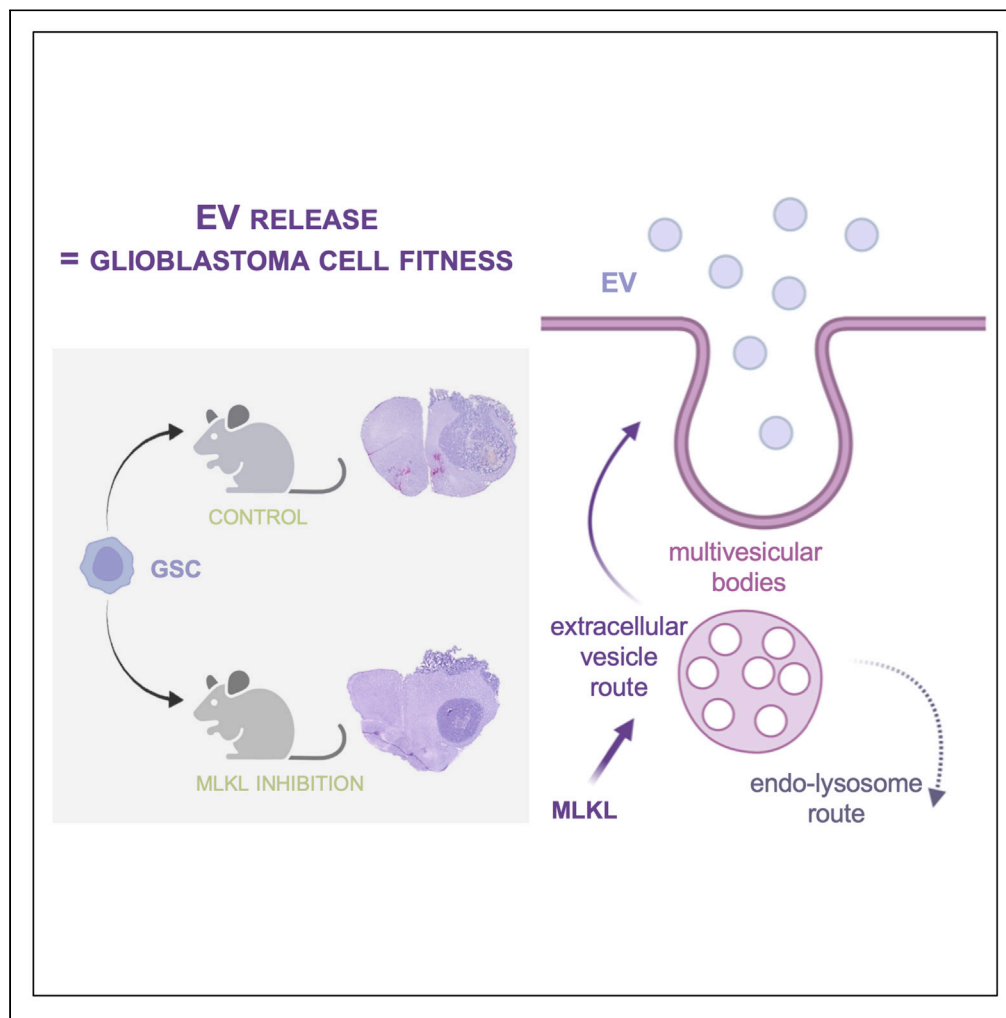 EV RELEASE
= GLIOBLASTOMA CELL FITNESS
CONTROL
GSC
MLKL INHIBITION
EV
multivesicular
bodies
extracellular
vesicle
route
MLKL
endo-lysosome
route